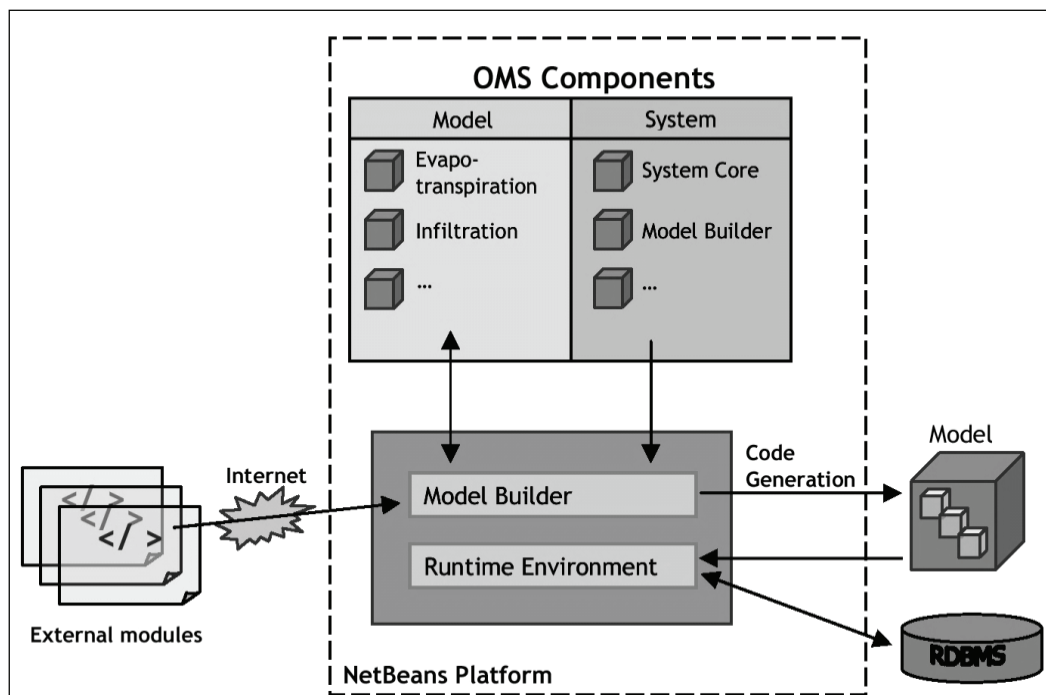 OMS Components
Model
System
Evapo-
transpiration
Infiltration
...
System Core
Model Builder
...
Internet
Model Builder
Runtime Environment
Code
Generation
Model
</>
</>
</>
External modules
RDBMS
NetBeans Platform